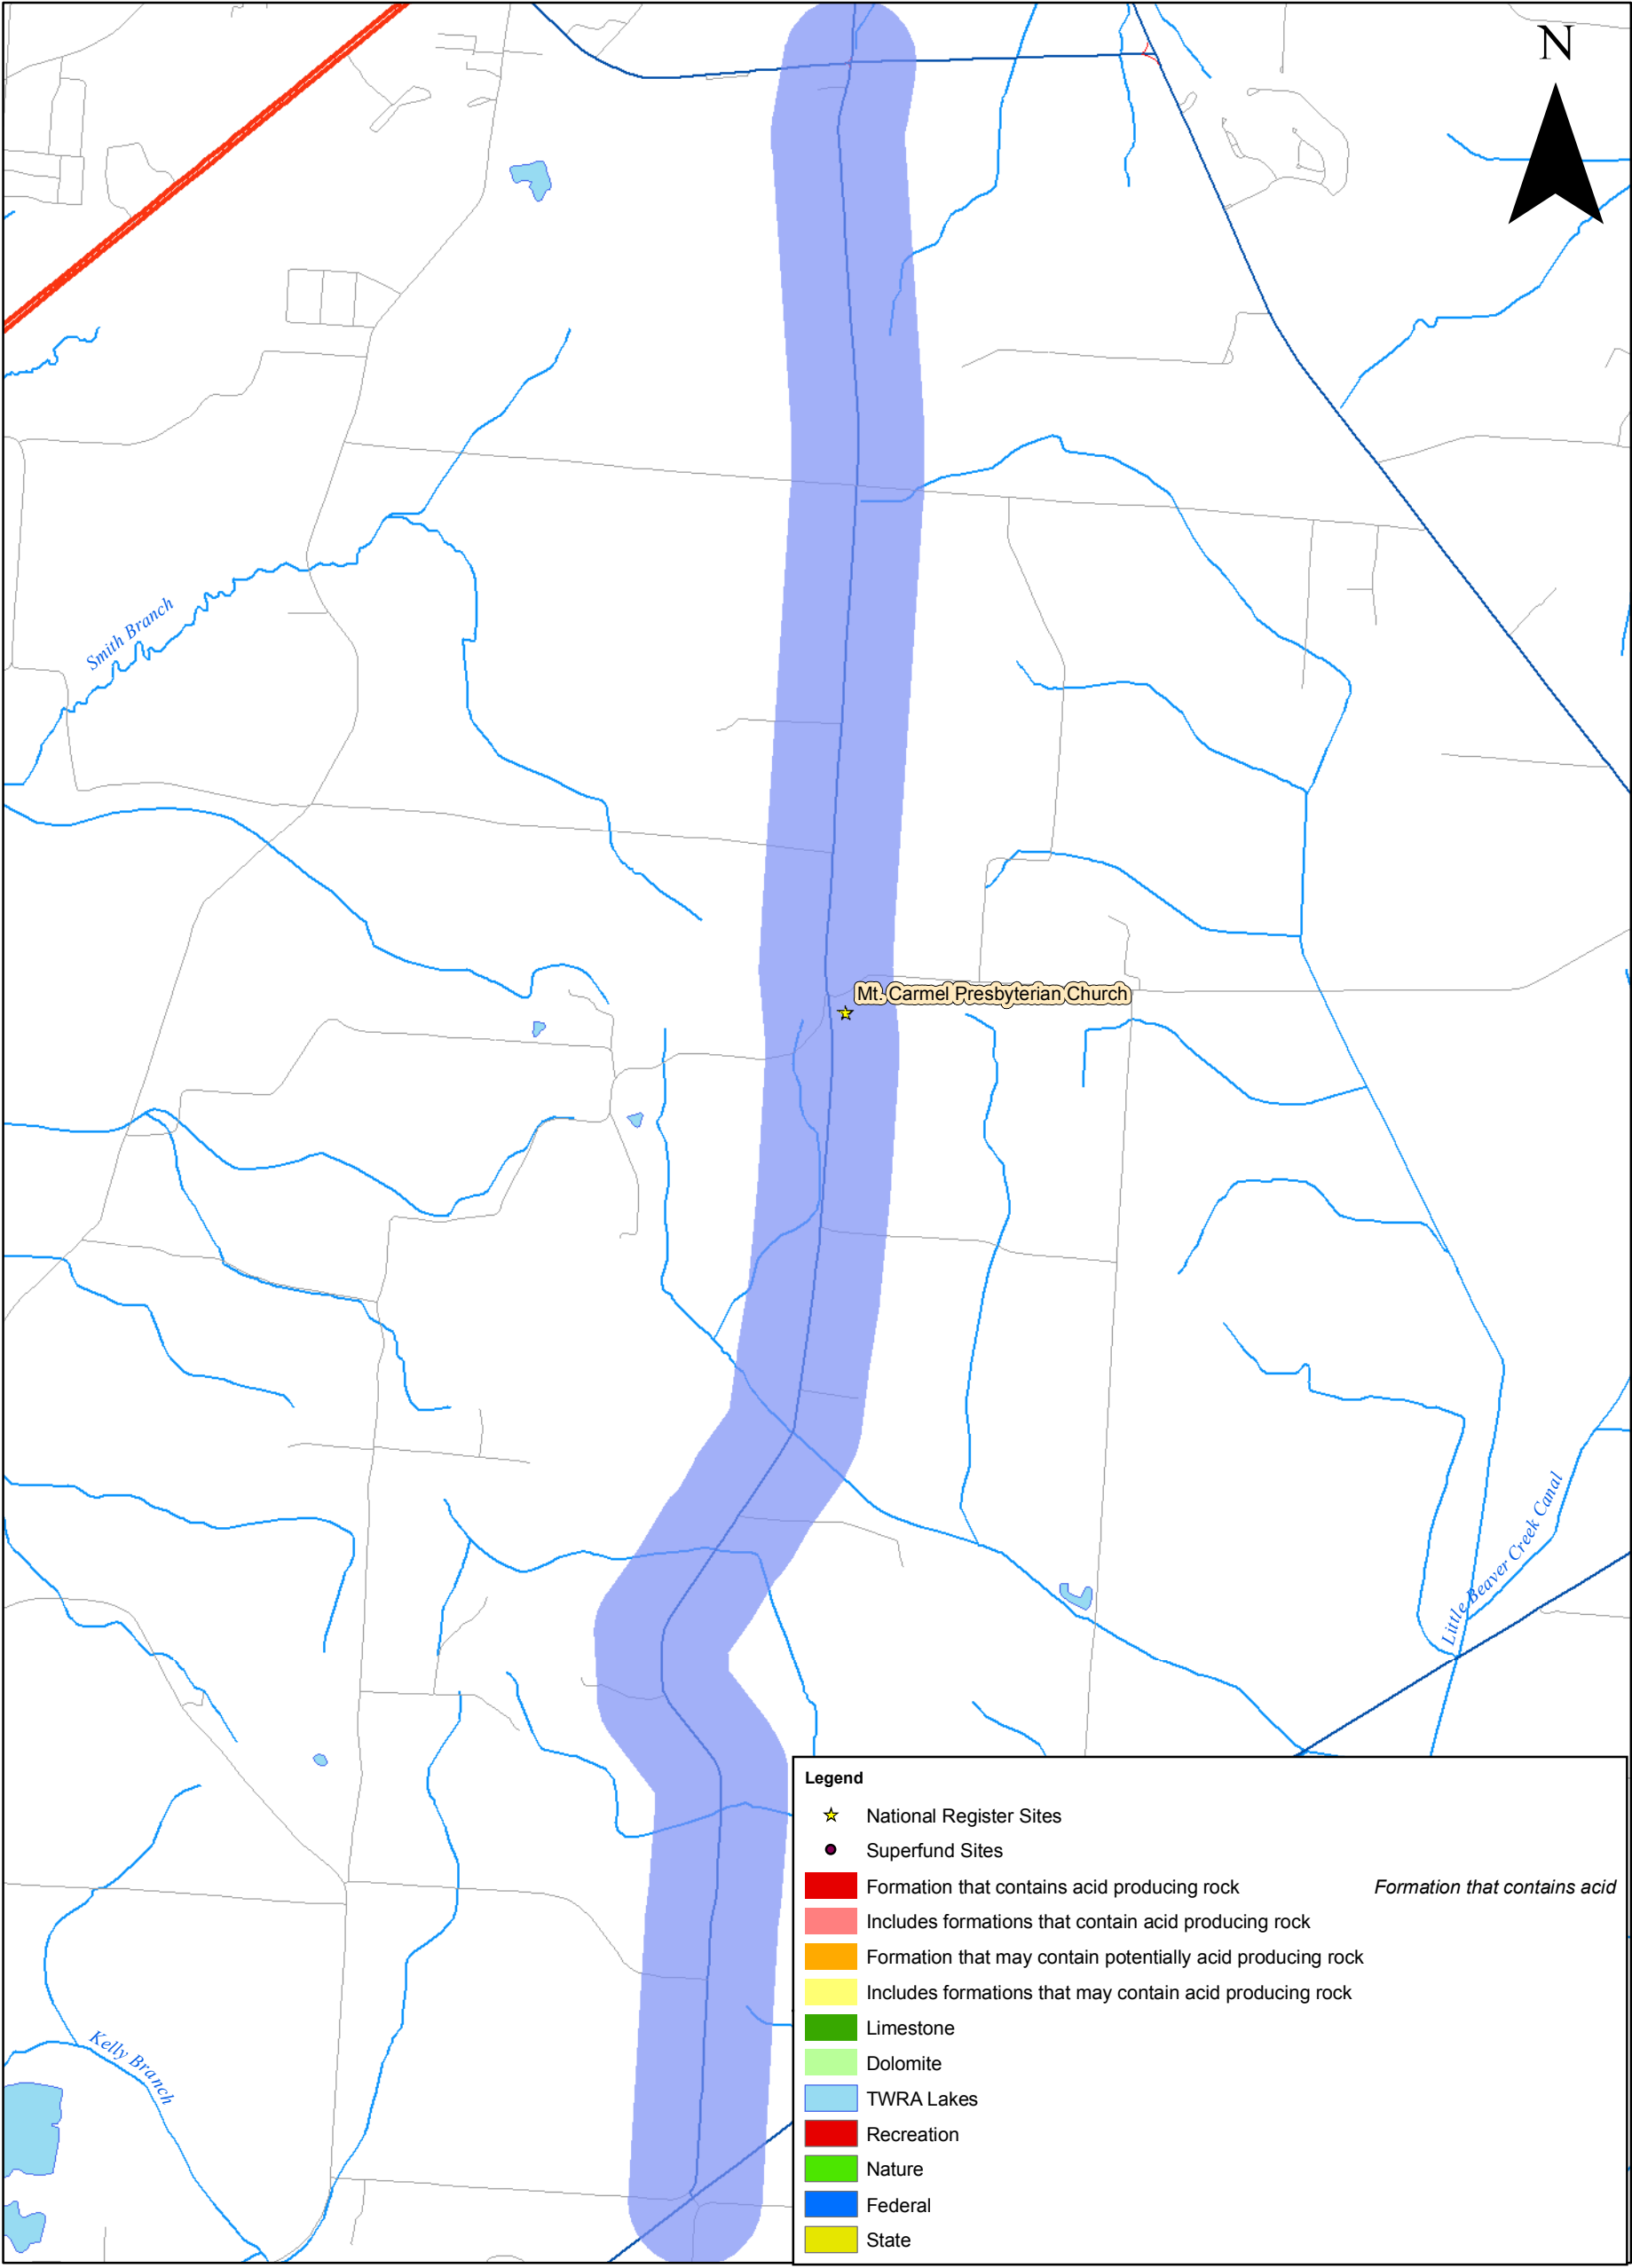 N
Smith Branch
Mt. Carmel Presbyterian Church
Little Beaver Creek Canal
Kelly Branch
Legend
National Register Sites
Superfund Sites
Formation that contains acid producing rock Formation that contains acid
Includes formations that contain acid producing rock
Formation that may contain potentially acid producing rock
Includes formations that may contain acid producing rock
Limestone
Dolomite
TWRA Lakes
Recreation
Nature
Federal
State